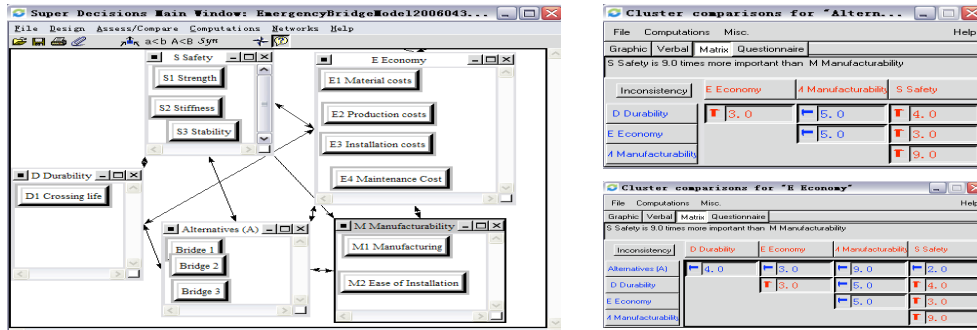 Super Decisions Main Window: EmergencyBridgeModel2006043...
File Design Assess/Compare Computations Networks Help
a<b A<B Syn
S Safety
S1 Strength
S2 Stiffness
S3 Stability
E Economy
E1 Material costs
E2 Production costs
E3 Installation costs
E4 Maintenance Cost
D Durability
D1 Crossing life
Alternatives (A)
Bridge 1
Bridge 2
Bridge 3
M Manufacturability
M1 Manufacturing
M2 Ease of Installation
Cluster comparisons for "Altern...
File Computations Misc. Help
Graphic Verbal Matrix Questionnaire
S Safety is 9.0 times more important than M Manufacturability
Inconsistency E Economy M Manufacturability S Safety
D Durability 3.0 5.0 4.0
E Economy 5.0 3.0
M Manufacturability 9.0
Cluster comparisons for "E Economy"
File Computations Misc. Help
Graphic Verbal Matrix Questionnaire
S Safety is 9.0 times more important than M Manufacturability
Inconsistency D Durability E Economy M Manufacturability S Safety
Alternatives (A) 4.0 3.0 9.0 2.0
D Durability 3.0 5.0 4.0
E Economy 5.0 3.0
M Manufacturability 9.0